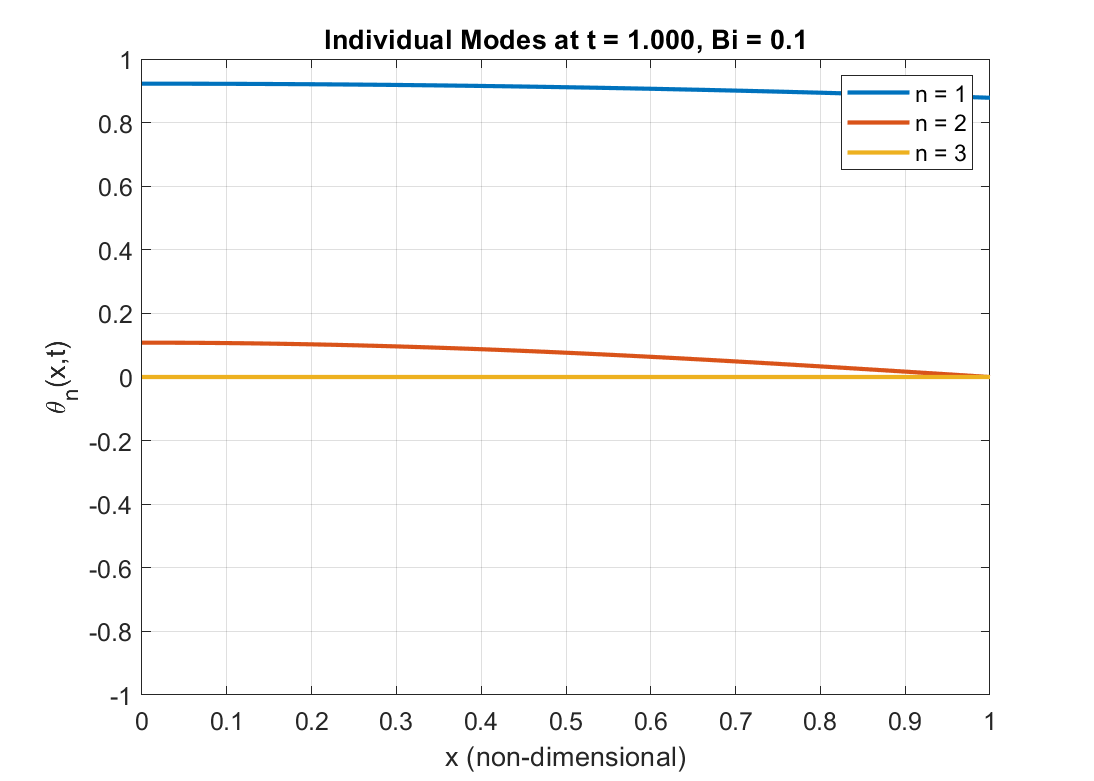 Individual Modes at t = 1.000, Bi = 0.1
1
0.8
0.6
0.4
0.2
0
-0.2
-0.4
-0.6
-0.8
-1
θn(x,t)
n = 1
n = 2
n = 3
0 0.1 0.2 0.3 0.4 0.5 0.6 0.7 0.8 0.9 1
x (non-dimensional)